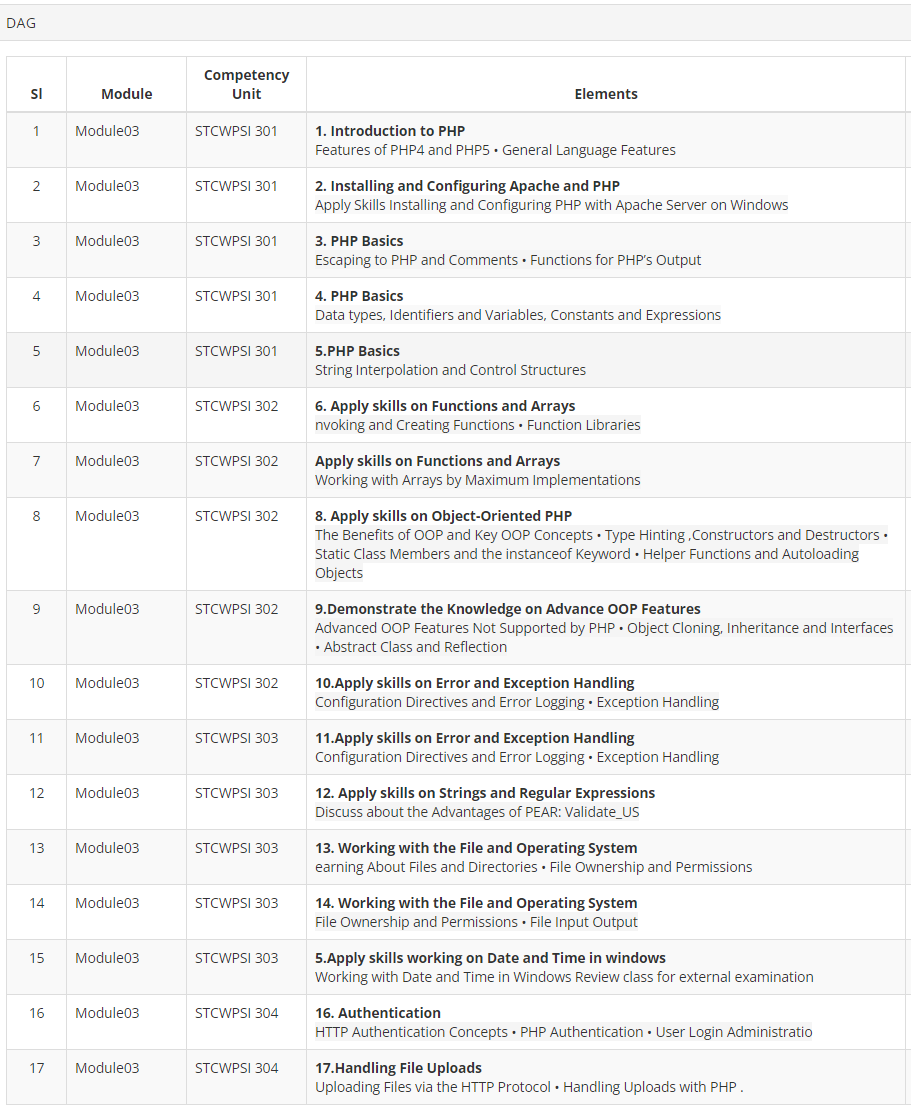 DAG
Sl Module Competency Unit Elements
1 Module03 STCWPSI 301 1. Introduction to PHP
Features of PHP4 and PHP5 • General Language Features
2 Module03 STCWPSI 301 2. Installing and Configuring Apache and PHP
Apply Skills Installing and Configuring PHP with Apache Server on Windows
3 Module03 STCWPSI 301 3. PHP Basics
Escaping to PHP and Comments • Functions for PHP's Output
4 Module03 STCWPSI 301 4. PHP Basics
Data types, Identifiers and Variables, Constants and Expressions
5 Module03 STCWPSI 301 5.PHP Basics
String Interpolation and Control Structures
6 Module03 STCWPSI 302 6. Apply skills on Functions and Arrays
nvoking and Creating Functions • Function Libraries
7 Module03 STCWPSI 302 Apply skills on Functions and Arrays
Working with Arrays by Maximum Implementations
8 Module03 STCWPSI 302 8. Apply skills on Object-Oriented PHP
The Benefits of OOP and Key OOP Concepts • Type Hinting ,Constructors and Destructors •
Static Class Members and the instanceof Keyword • Helper Functions and Autoloading
Objects
9 Module03 STCWPSI 302 9.Demonstrate the Knowledge on Advance OOP Features
Advanced OOP Features Not Supported by PHP • Object Cloning, Inheritance and Interfaces
• Abstract Class and Reflection
10 Module03 STCWPSI 302 10.Apply skills on Error and Exception Handling
Configuration Directives and Error Logging • Exception Handling
11 Module03 STCWPSI 303 11.Apply skills on Error and Exception Handling
Configuration Directives and Error Logging • Exception Handling
12 Module03 STCWPSI 303 12. Apply skills on Strings and Regular Expressions
Discuss about the Advantages of PEAR: Validate_US
13 Module03 STCWPSI 303 13. Working with the File and Operating System
earning About Files and Directories • File Ownership and Permissions
14 Module03 STCWPSI 303 14. Working with the File and Operating System
File Ownership and Permissions • File Input Output
15 Module03 STCWPSI 303 5.Apply skills working on Date and Time in windows
Working with Date and Time in Windows Review class for external examination
16 Module03 STCWPSI 304 16. Authentication
HTTP Authentication Concepts • PHP Authentication • User Login Administratio
17 Module03 STCWPSI 304 17.Handling File Uploads
Uploading Files via the HTTP Protocol • Handling Uploads with PHP .